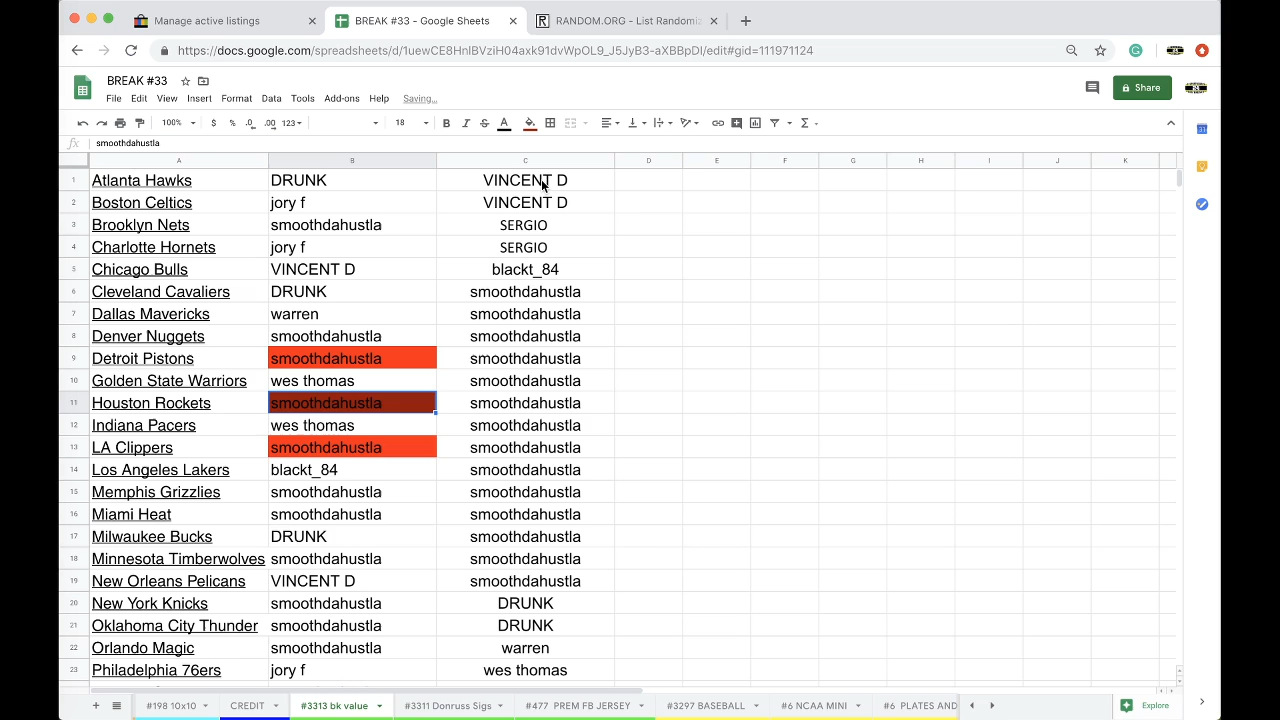 Manage active listings
BREAK #33 - Google Sheets
RANDOM.ORG - List Randomi
https://docs.google.com/spreadsheets/d/1uewCE8HnlBVziH04axk91dvWpOL9_J5JyB3-aXBBpDI/edit#gid=111971124
BREAK #33
File Edit View Insert Format Data Tools Add-ons Help Saving...
Share
100% $ % .0 .00 123 18
fx smoothdahustla
A B C D E F G H I J K
1 Atlanta Hawks DRUNK VINCENT D
2 Boston Celtics jory f VINCENT D
3 Brooklyn Nets smoothdahustla SERGIO
4 Charlotte Hornets jory f SERGIO
5 Chicago Bulls VINCENT D blackt_84
6 Cleveland Cavaliers DRUNK smoothdahustla
7 Dallas Mavericks warren smoothdahustla
8 Denver Nuggets smoothdahustla smoothdahustla
9 Detroit Pistons smoothdahustla smoothdahustla
10 Golden State Warriors wes thomas smoothdahustla
11 Houston Rockets smoothdahustla smoothdahustla
12 Indiana Pacers wes thomas smoothdahustla
13 LA Clippers smoothdahustla smoothdahustla
14 Los Angeles Lakers blackt_84 smoothdahustla
15 Memphis Grizzlies smoothdahustla smoothdahustla
16 Miami Heat smoothdahustla smoothdahustla
17 Milwaukee Bucks DRUNK smoothdahustla
18 Minnesota Timberwolves smoothdahustla smoothdahustla
19 New Orleans Pelicans VINCENT D smoothdahustla
20 New York Knicks smoothdahustla DRUNK
21 Oklahoma City Thunder smoothdahustla DRUNK
22 Orlando Magic smoothdahustla warren
23 Philadelphia 76ers jory f wes thomas
#198 10x10 CREDIT #3313 bk value #3311 Donruss Sigs #477 PREM FB JERSEY #3297 BASEBALL #6 NCAA MINI #6 PLATES AND Explore